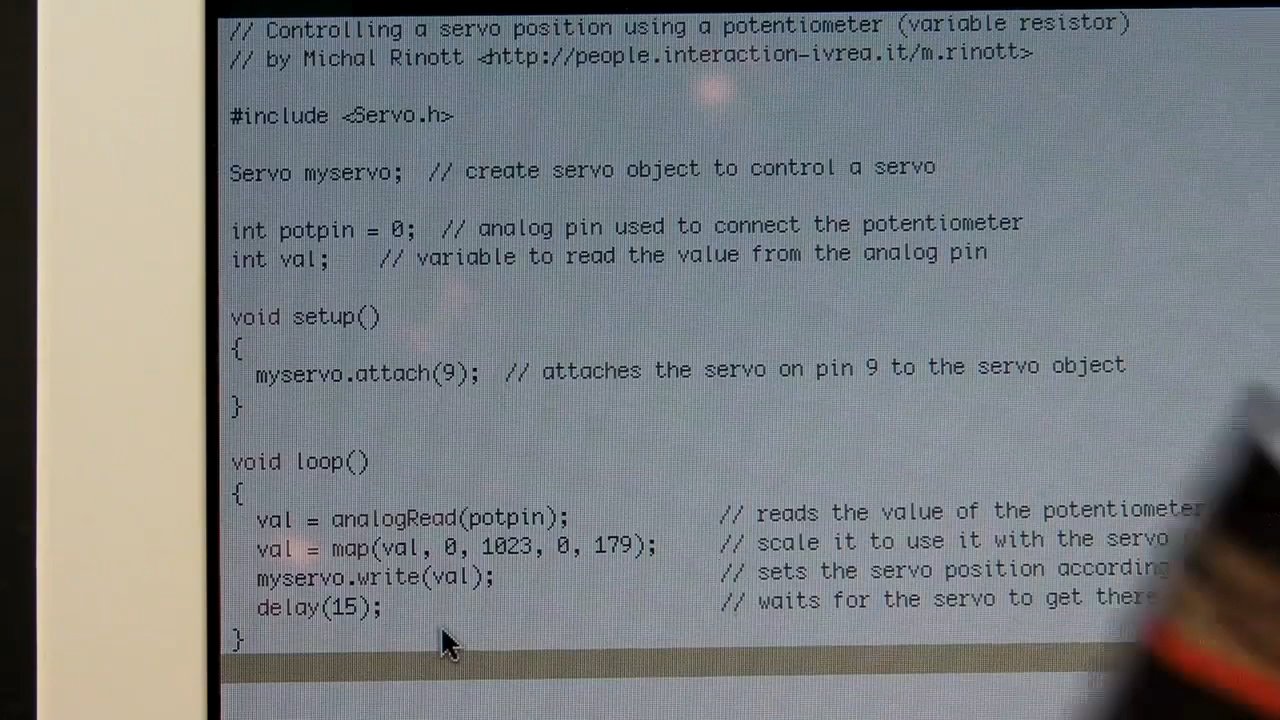 // Controlling a servo position using a potentiometer (variable resistor)
// by Michal Rinott <http://people.interaction-ivrea.it/m.rinott>
#include <Servo.h>
Servo myservo;  // create servo object to control a servo
int potpin = 0;  // analog pin used to connect the potentiometer
int val;    // variable to read the value from the analog pin
void setup()
{
  myservo.attach(9);  // attaches the servo on pin 9 to the servo object
}
void loop()
{
  val = analogRead(potpin);            // reads the value of the potentiometer
  val = map(val, 0, 1023, 0, 179);     // scale it to use it with the servo
  myservo.write(val);                  // sets the servo position according
  delay(15);                           // waits for the servo to get there
}